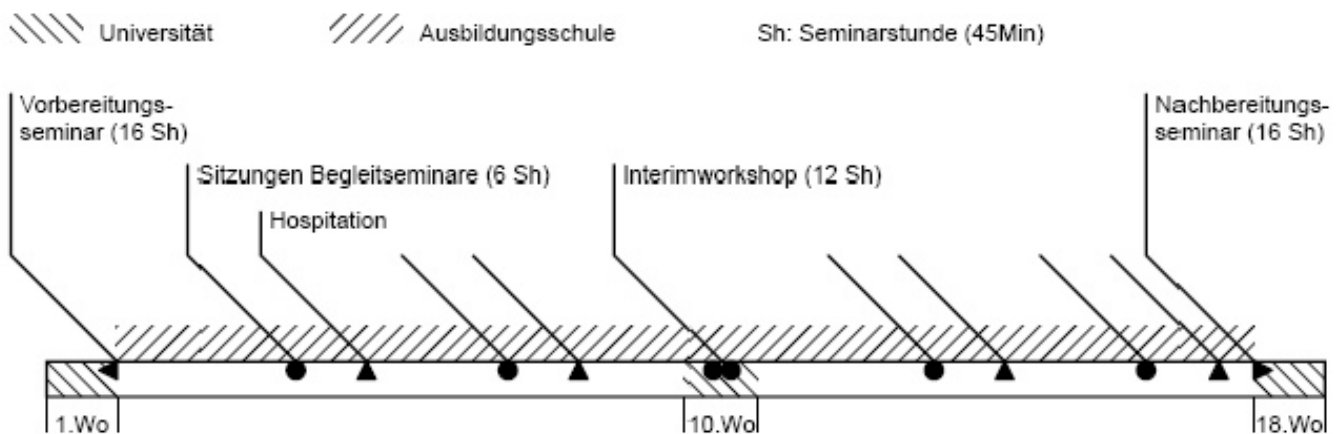 Universität Ausbildungsschule Sh: Seminarstunde (45Min)
Vorbereitungs-
seminar (16 Sh)
Nachbereitungs-
seminar (16 Sh)
Sitzungen Begleitseminare (6 Sh)
Interimworkshop (12 Sh)
Hospitation
1.Wo 10.Wo 18.Wo